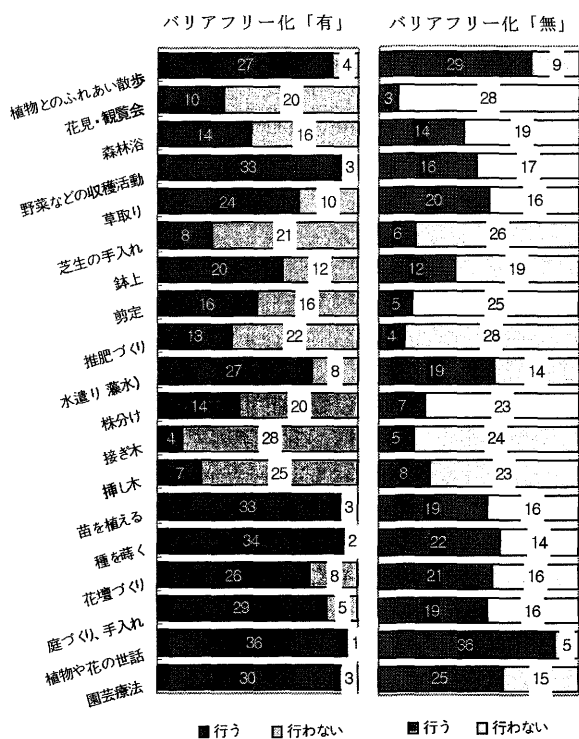 バリアフリー化「有」 バリアフリー化「無」
植物とのふれあい散歩 27 4 29 9
花見・観覧会 10 20 3 28
森林浴 14 16 14 19
野菜などの収穫活動 33 3 16 17
草取り 24 10 20 16
芝生の手入れ 8 21 6 26
鉢上 20 12 12 19
剪定 16 16 5 25
推肥づくり 13 22 4 28
水遣り 灌水) 27 8 19 14
株分け 14 20 7 23
接ぎ木 4 28 5 24
挿し木 7 25 8 23
苗を植える 33 3 19 16
種を蒔く 34 2 22 14
花壇づくり 26 8 21 16
庭づくり、手入れ 29 5 19 16
植物や花の世話 36 1 36 5
園芸療法 30 3 25 15
行う 行わない 行う 行わない